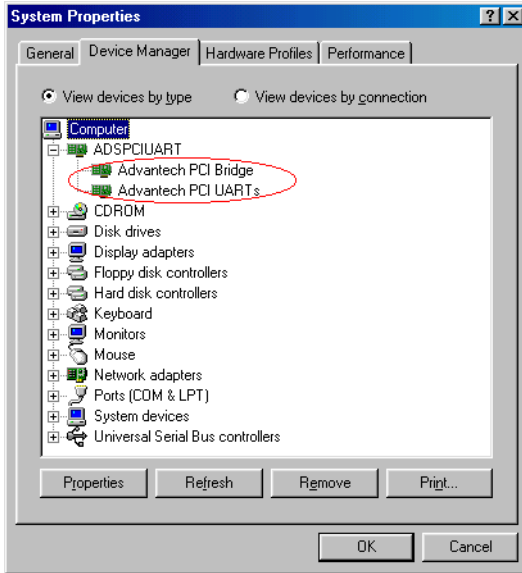 System Properties
General Device Manager Hardware Profiles Performance
View devices by type View devices by connection
Computer
ADSPCIUART
Advantech PCI Bridge
Advantech PCI UARTs
CDROM
Disk drives
Display adapters
Floppy disk controllers
Hard disk controllers
Keyboard
Monitors
Mouse
Network adapters
Ports (COM & LPT)
System devices
Universal Serial Bus controllers
Properties Refresh Remove Print...
OK Cancel